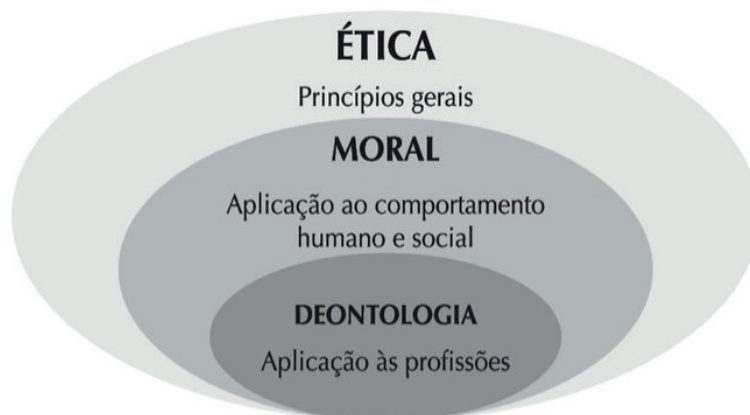 ÉTICA
Princípios gerais
MORAL
Aplicação ao comportamento
humano e social
DEONTOLOGIA
Aplicação às profissões